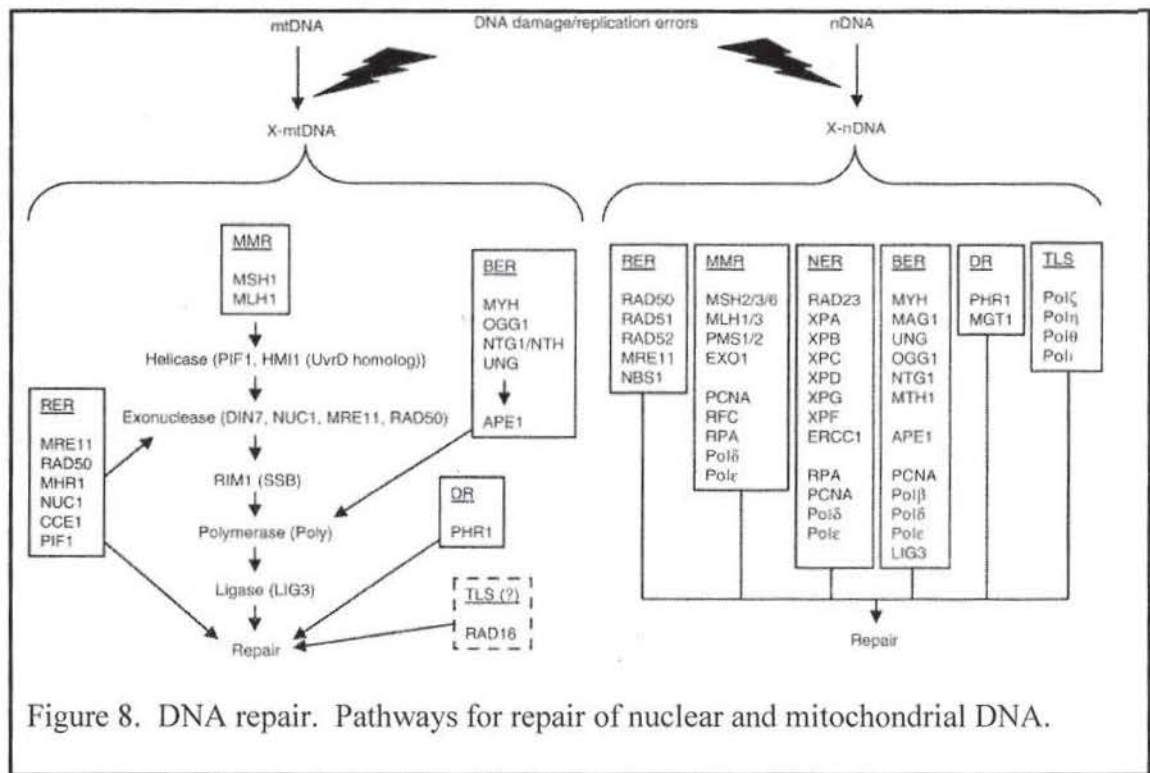 mtDNA
DNA damage/replication errors
nDNA
X-mtDNA
X-nDNA
MMR
MSH1
MLH1
Helicase (PIF1, HMI1 (UvrD homolog))
Exonuclease (DIN7, NUC1, MRE11, RAD50)
RIM1 (SSB)
Polymerase (Polγ)
Ligase (LIG3)
Repair
RER
MRE11
RAD50
MHR1
NUC1
CCE1
PIF1
BER
MYH
OGG1
NTG1/NTH
UNG
APE1
DR
PHR1
TLS (?)
RAD16
RER
RAD50
RAD51
RAD52
MRE11
NBS1
MMR
MSH2/3/6
MLH1/3
PMS1/2
EXO1
PCNA
RFC
RPA
Polδ
Polε
NER
RAD23
XPA
XPB
XPC
XPD
XPG
XPF
ERCC1
RPA
PCNA
Polδ
Polε
BER
MYH
MAG1
UNG
OGG1
NTG1
MTH1
APE1
PCNA
Polβ
Polδ
Polε
LIG3
DR
PHR1
MGT1
TLS
Polζ
Polη
Polθ
Polι
Repair
Figure 8. DNA repair. Pathways for repair of nuclear and mitochondrial DNA.